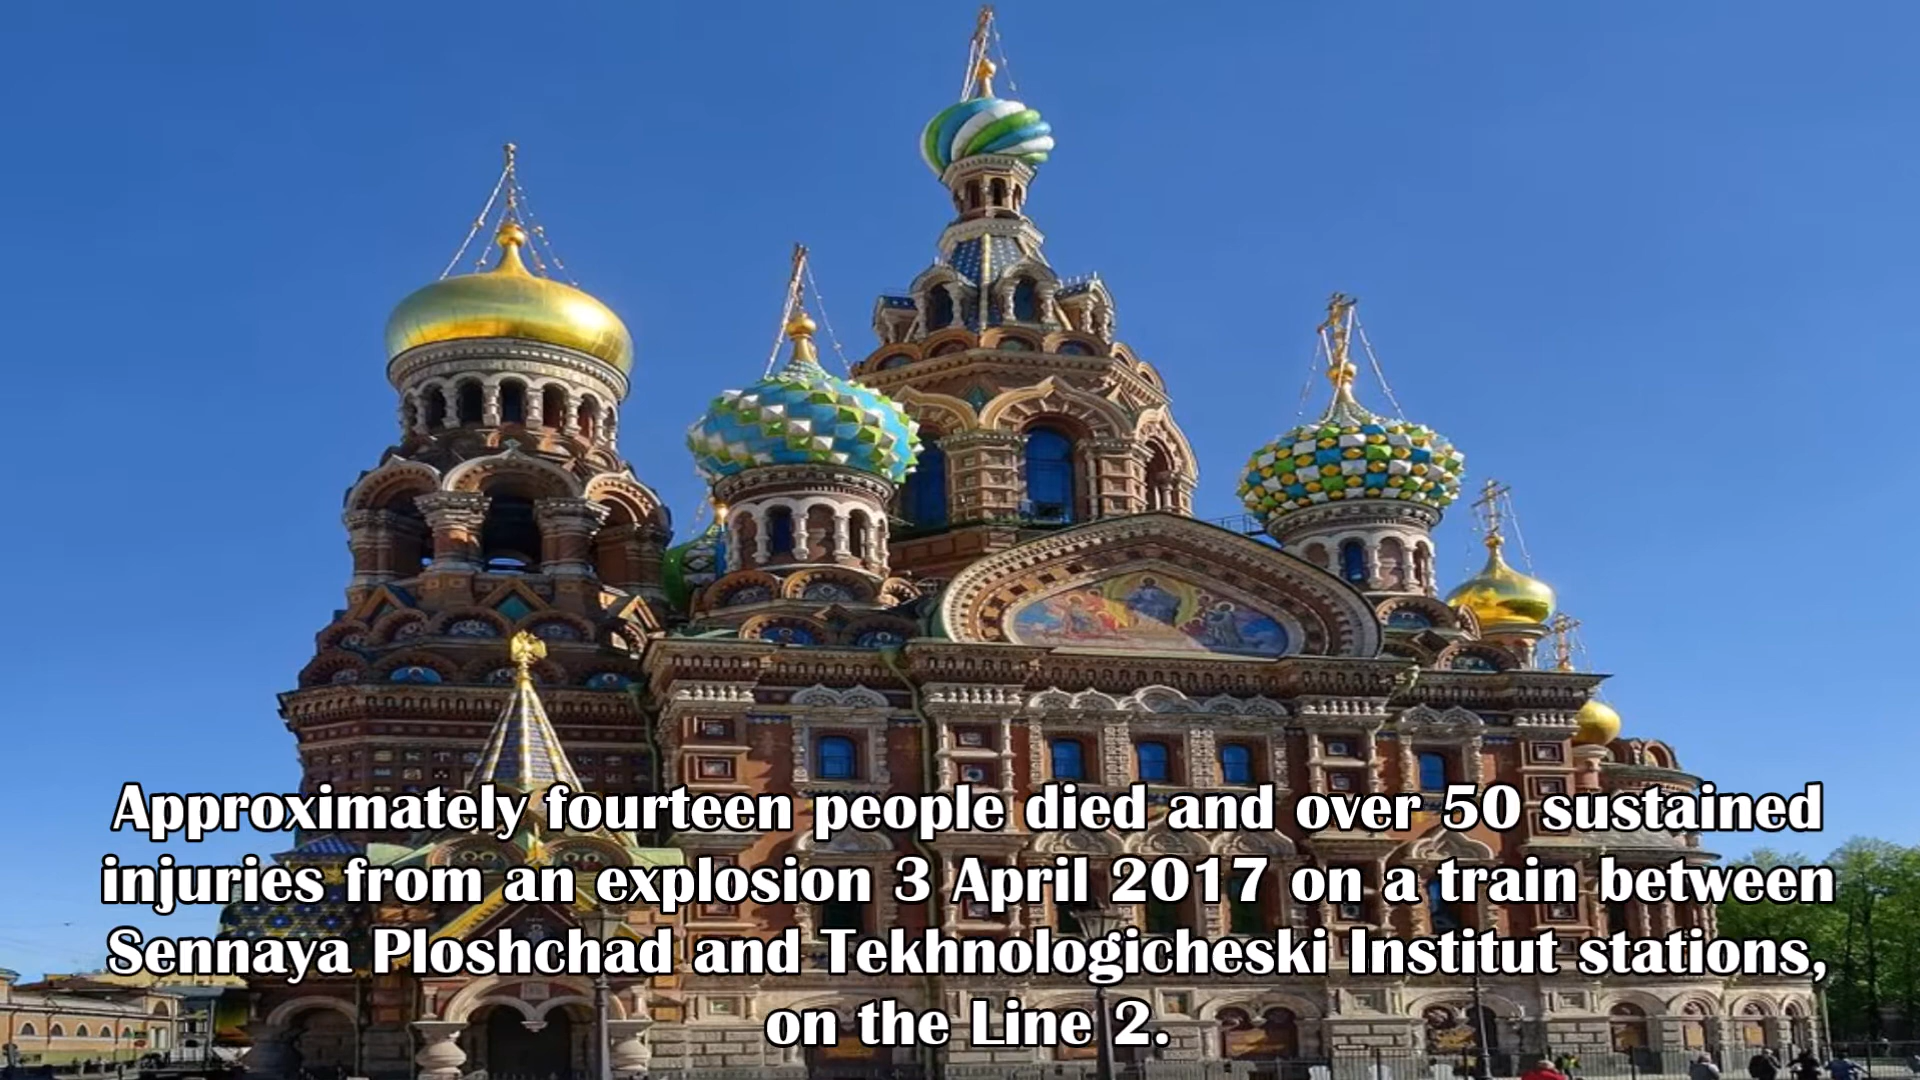 Approximately fourteen people died and over 50 sustained
injuries from an explosion 3 April 2017 on a train between
Sennaya Ploshchad and Tekhnologicheski Institut stations,
on the Line 2.